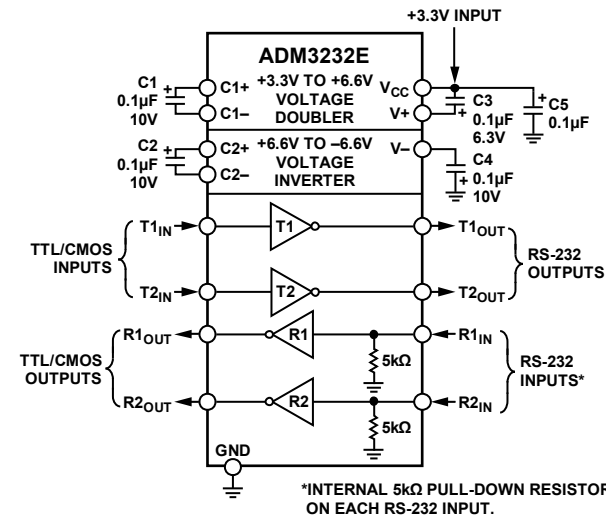 +3.3V INPUT
ADM3232E
C1
0.1µF
10V
+
C1+
C1–
+3.3V TO +6.6V
VOLTAGE
DOUBLER
VCC
V+
+
C3
0.1µF
6.3V
+
C5
0.1µF
C2
0.1µF
10V
+
C2+
C2–
+6.6V TO –6.6V
VOLTAGE
INVERTER
V–
+
C4
0.1µF
10V
TTL/CMOS
INPUTS
T1IN
T1
T1OUT
T2IN
T2
T2OUT
RS-232
OUTPUTS
TTL/CMOS
OUTPUTS
R1OUT
R1
5kΩ
R1IN
R2OUT
R2
5kΩ
R2IN
RS-232
INPUTS*
GND
*INTERNAL 5kΩ PULL-DOWN RESISTOR
ON EACH RS-232 INPUT.